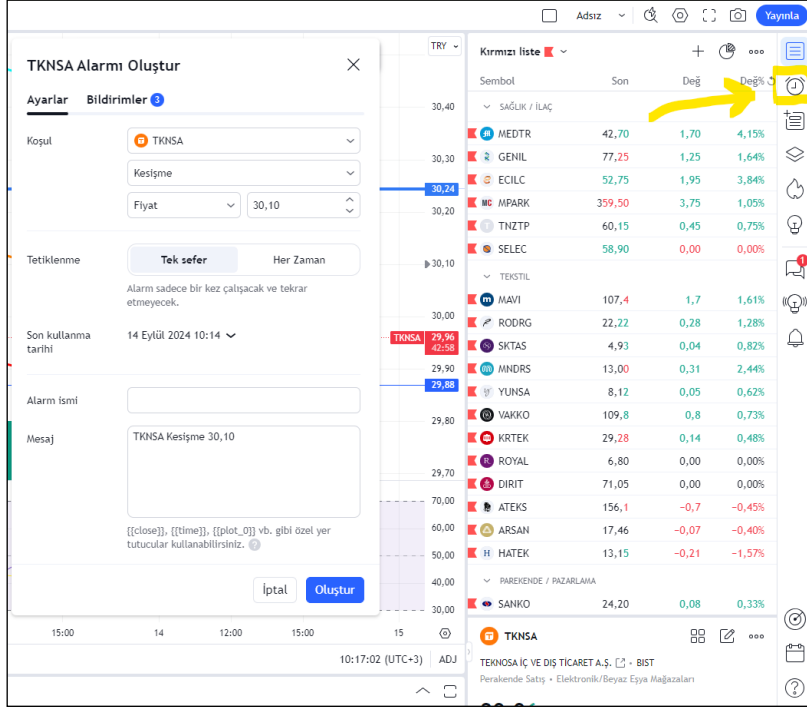 Adsız
Yayınla
TKNSA Alarmı Oluştur
Ayarlar Bildirimler 3
Koşul
TKNSA
Kesişme
Fiyat 30,10
Tetiklenme
Tek sefer Her Zaman
Alarm sadece bir kez çalışacak ve tekrar
etmeyecek.
Son kullanma
tarihi
14 Eylül 2024 10:14
Alarm ismi
Mesaj
TKNSA Kesişme 30,10
{{close}}, {{time}}, {{plot_0}} vb. gibi özel yer
tutucular kullanabilirsiniz. ?
İptal Oluştur
TRY
30,40
30,30
30,24
30,20
30,10
30,00
TKNSA 29,96
42:58
29,90
29,88
29,80
29,70
70,00
60,00
50,00
40,00
30,00
15:00 14 12:00 15:00 15
10:17:02 (UTC+3) ADJ
Kırmızı liste
Sembol Son Değ Değ%
SAĞLIK / İLAÇ
MEDTR 42,70 1,70 4,15%
GENIL 77,25 1,25 1,64%
ECILC 52,75 1,95 3,84%
MPARK 359,50 3,75 1,05%
TNZTP 60,15 0,45 0,75%
SELEC 58,90 0,00 0,00%
TEKSTIL
MAVI 107,4 1,7 1,61%
RODRG 22,22 0,28 1,28%
SKTAS 4,93 0,04 0,82%
MNDRS 13,00 0,31 2,44%
YUNSA 8,12 0,05 0,62%
VAKKO 109,8 0,8 0,73%
KRTEK 29,28 0,14 0,48%
ROYAL 6,80 0,00 0,00%
DIRIT 71,05 0,00 0,00%
ATEKS 156,1 −0,7 −0,45%
ARSAN 17,46 −0,07 −0,40%
HATEK 13,15 −0,21 −1,57%
PAREKENDE / PAZARLAMA
SANKO 24,20 0,08 0,33%
TKNSA
TEKNOSA İÇ VE DIŞ TİCARET A.Ş. • BIST
Perakende Satış • Elektronik/Beyaz Eşya Mağazaları
1